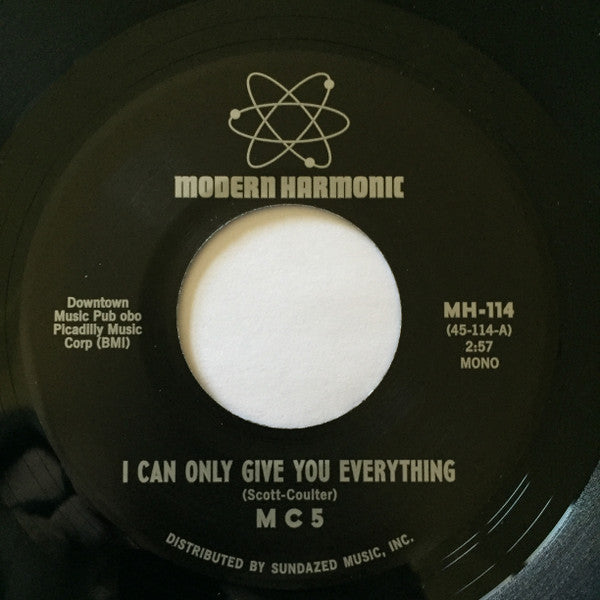 MODERN HARMONIC
Downtown
Music Pub obo
Picadilly Music
Corp (BMI)
MH-114
(45-114-A)
2:57
MONO
I CAN ONLY GIVE YOU EVERYTHING
(Scott-Coulter)
MC5
DISTRIBUTED BY SUNDAZED MUSIC, INC.